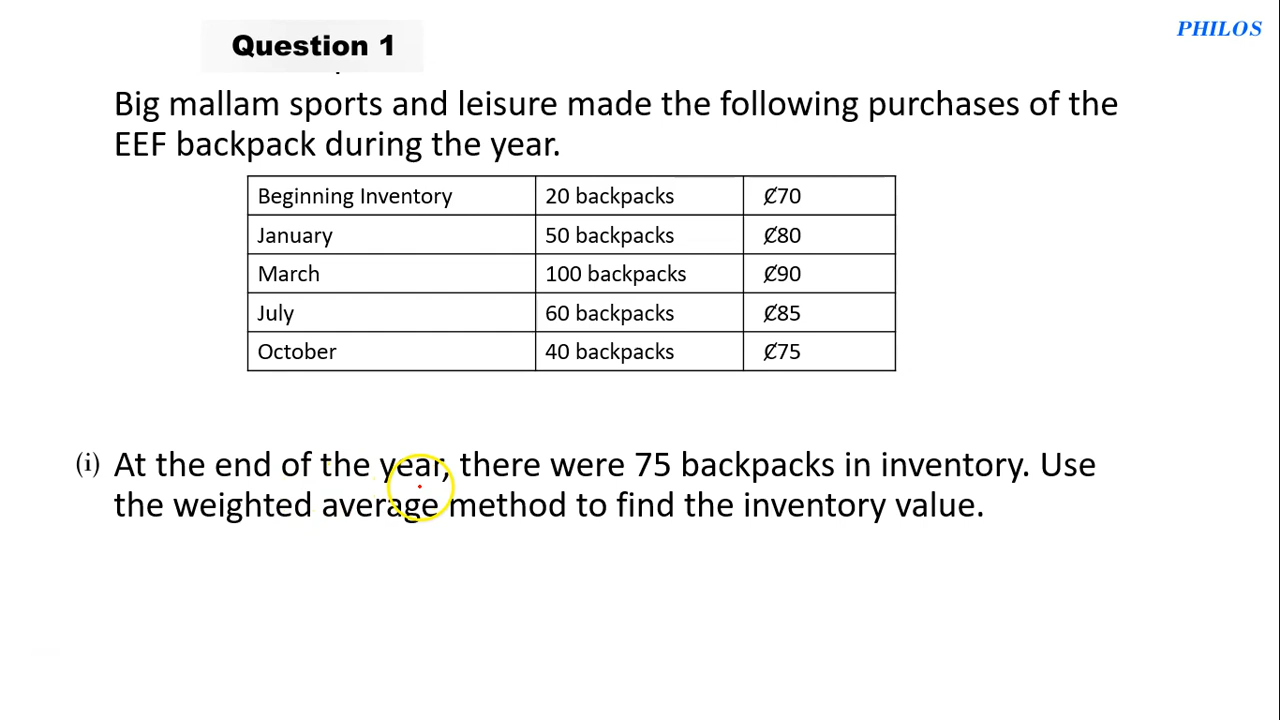 PHILOS
Question 1
Big mallam sports and leisure made the following purchases of the
EEF backpack during the year.
Beginning Inventory 20 backpacks ₵70
January 50 backpacks ₵80
March 100 backpacks ₵90
July 60 backpacks ₵85
October 40 backpacks ₵75
(i) At the end of the year, there were 75 backpacks in inventory. Use
the weighted average method to find the inventory value.